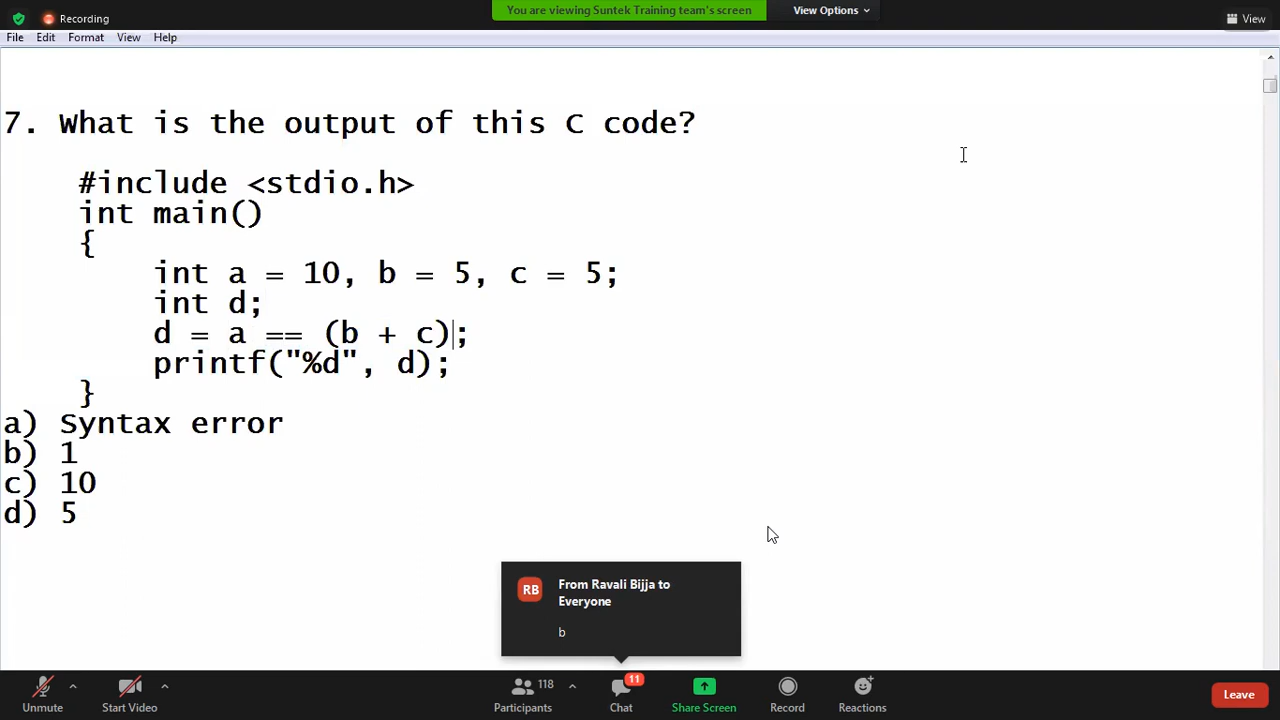 Recording
You are viewing Suntek Training team's screen
View Options
View
File Edit Format View Help
7. What is the output of this C code?
#include <stdio.h>
int main()
{
int a = 10, b = 5, c = 5;
int d;
d = a == (b + c);
printf("%d", d);
}
a) Syntax error
b) 1
c) 10
d) 5
RB
From Ravali Bijja to
Everyone
b
118
11
Unmute
Start Video
Participants
Chat
Share Screen
Record
Reactions
Leave